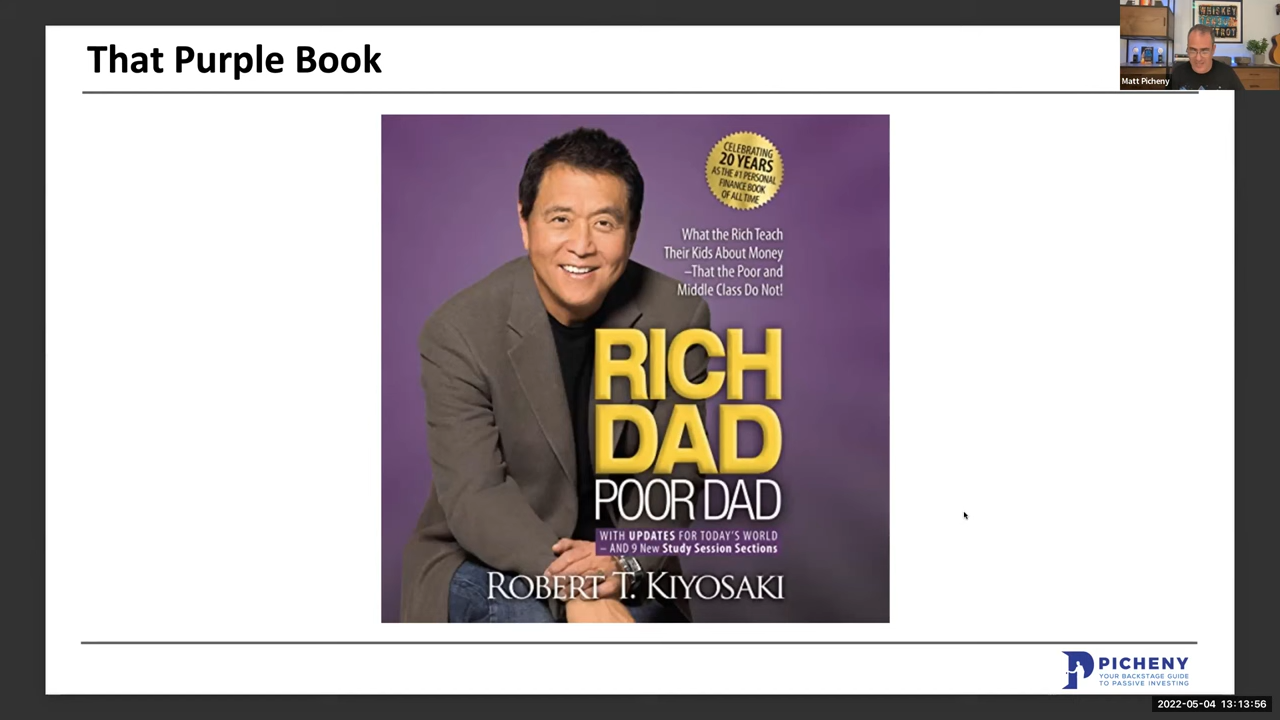 That Purple Book
WHISKEY
TANGO
FOXTROT
Matt Picheny
CELEBRATING
20 YEARS
AS THE #1 PERSONAL
FINANCE BOOK
OF ALL TIME
What the Rich Teach
Their Kids About Money
–That the Poor and
Middle Class Do Not!
RICH
DAD
POOR DAD
WITH UPDATES FOR TODAY'S WORLD
– AND 9 New Study Session Sections
ROBERT T. KIYOSAKI
PICHENY
YOUR BACKSTAGE GUIDE
TO PASSIVE INVESTING
2022-05-04 13:13:56